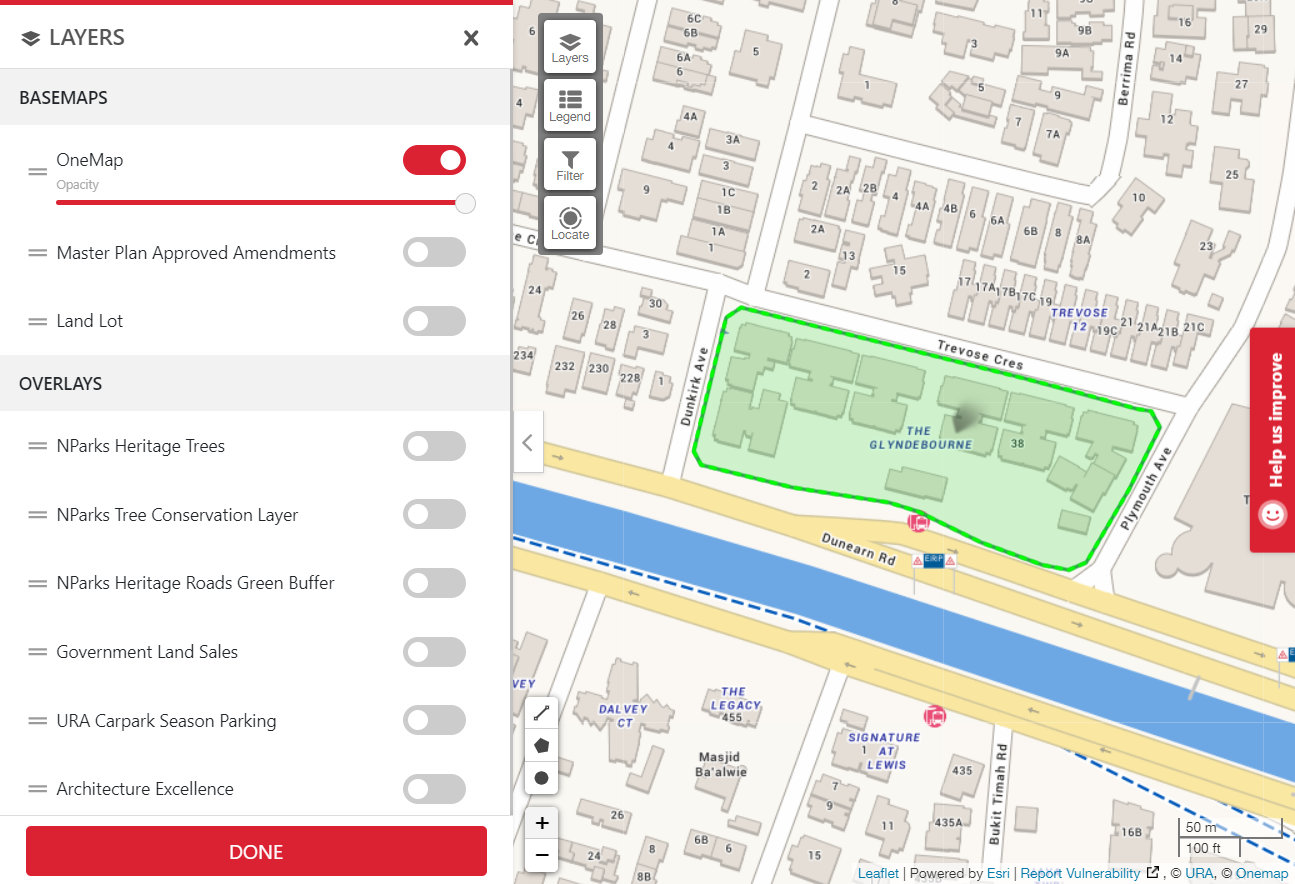 LAYERS
BASEMAPS
OneMap
Opacity
Master Plan Approved Amendments
Land Lot
OVERLAYS
NParks Heritage Trees
NParks Tree Conservation Layer
NParks Heritage Roads Green Buffer
Government Land Sales
URA Carpark Season Parking
Architecture Excellence
DONE
Layers
Legend
Filter
Locate
6C
6B
6A
6
5
6
4
4A
4
3A
3
1C
1B
1A
1
9
8
3
1
5
9
7
7A
11
9B
9A
16
29
14
27
12
25
10
23
Berrima Rd
2
2A
2B
4
4A
4B
6
6A
6B
8
8A
2A
13
2
15
17
17A
17B
17C
19
TREVOSE
12
19C
21
21A
21B
21C
24
26
28
30
3
234
232
230
228
1
Dunkirk Ave
Trevose Cres
THE
GLYNDEBOURNE
38
Plymouth Ave
Dunearn Rd
ERP
Help us improve
VEY
DALVEY
CT
THE
LEGACY
455
Masjid
Ba'alwie
SIGNATURE
AT
LEWIS
1
435
7
9
11
435A
Bukit Timah Rd
15
26
24
8
8B
6B
6
16B
+
−
50 m
100 ft
Leaflet | Powered by Esri | Report Vulnerability , © URA, © Onemap